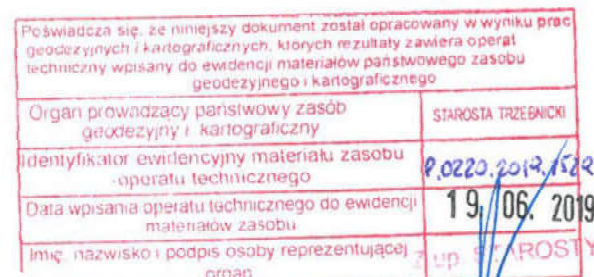 Poświadcza się, że niniejszy dokument został opracowany w wyniku prac
geodezyjnych i kartograficznych, których rezultaty zawiera operat
techniczny wpisany do ewidencji materiałów państwowego zasobu
geodezyjnego i kartograficznego
Organ prowadzący państwowy zasób
geodezyjny i kartograficzny
STAROSTA TRZEBNICKI
Identyfikator ewidencyjny materiału zasobu
-operatu technicznego
P.0220.2019.1529
Data wpisania operatu technicznego do ewidencji
materiałów zasobu
19. 06. 2019
Imię, nazwisko i podpis osoby reprezentującej
organ
Z up. STAROSTY